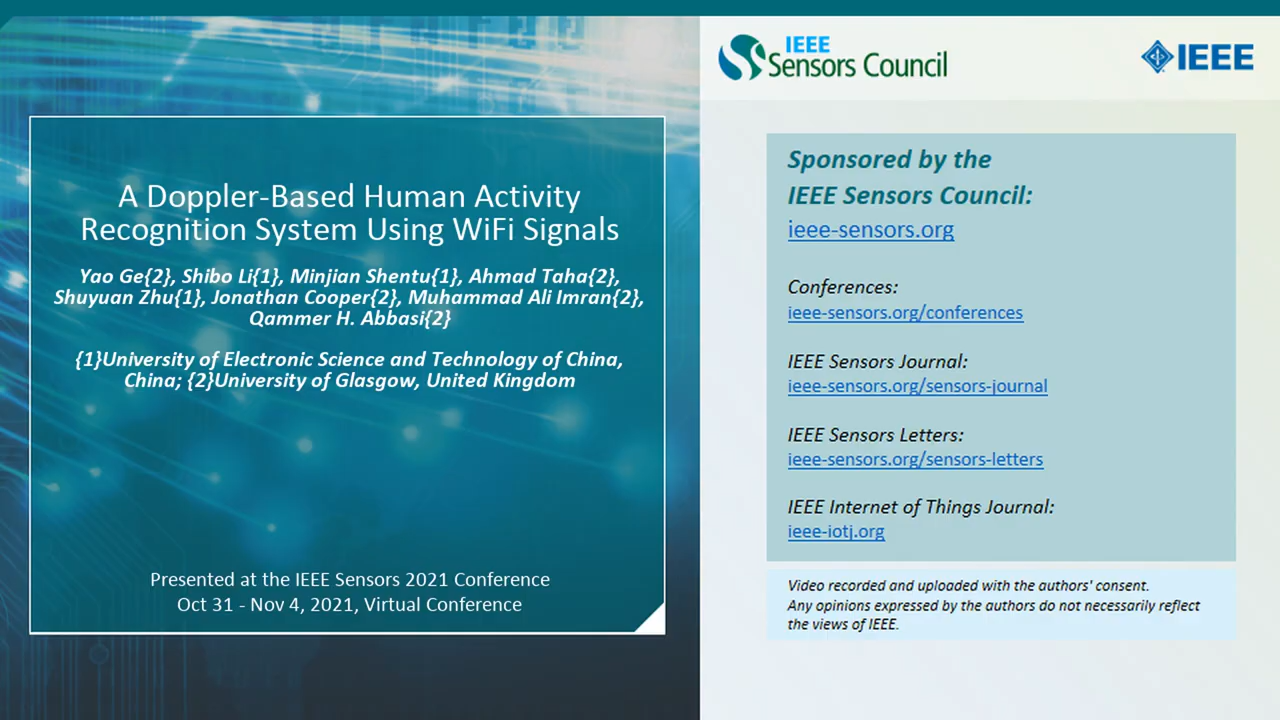 A Doppler-Based Human Activity
Recognition System Using WiFi Signals
Yao Ge{2}, Shibo Li{1}, Minjian Shentu{1}, Ahmad Taha{2},
Shuyuan Zhu{1}, Jonathan Cooper{2}, Muhammad Ali Imran{2},
Qammer H. Abbasi{2}
{1}University of Electronic Science and Technology of China,
China; {2}University of Glasgow, United Kingdom
Presented at the IEEE Sensors 2021 Conference
Oct 31 - Nov 4, 2021, Virtual Conference
IEEE
Sensors Council
IEEE
Sponsored by the
IEEE Sensors Council:
ieee-sensors.org
Conferences:
ieee-sensors.org/conferences
IEEE Sensors Journal:
ieee-sensors.org/sensors-journal
IEEE Sensors Letters:
ieee-sensors.org/sensors-letters
IEEE Internet of Things Journal:
ieee-iotj.org
Video recorded and uploaded with the authors' consent.
Any opinions expressed by the authors do not necessarily reflect
the views of IEEE.